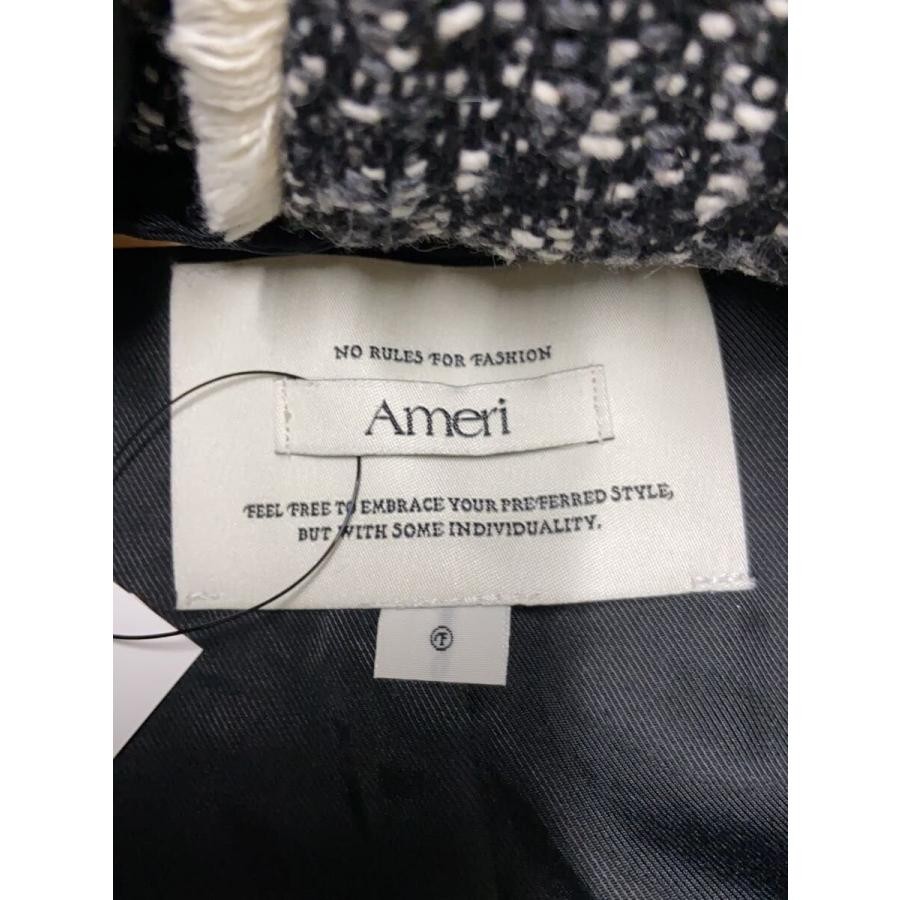 NO RULES FOR FASHION
Ameri
FEEL FREE TO EMBRACE YOUR PREFERRED STYLE,
BUT WITH SOME INDIVIDUALITY.
F